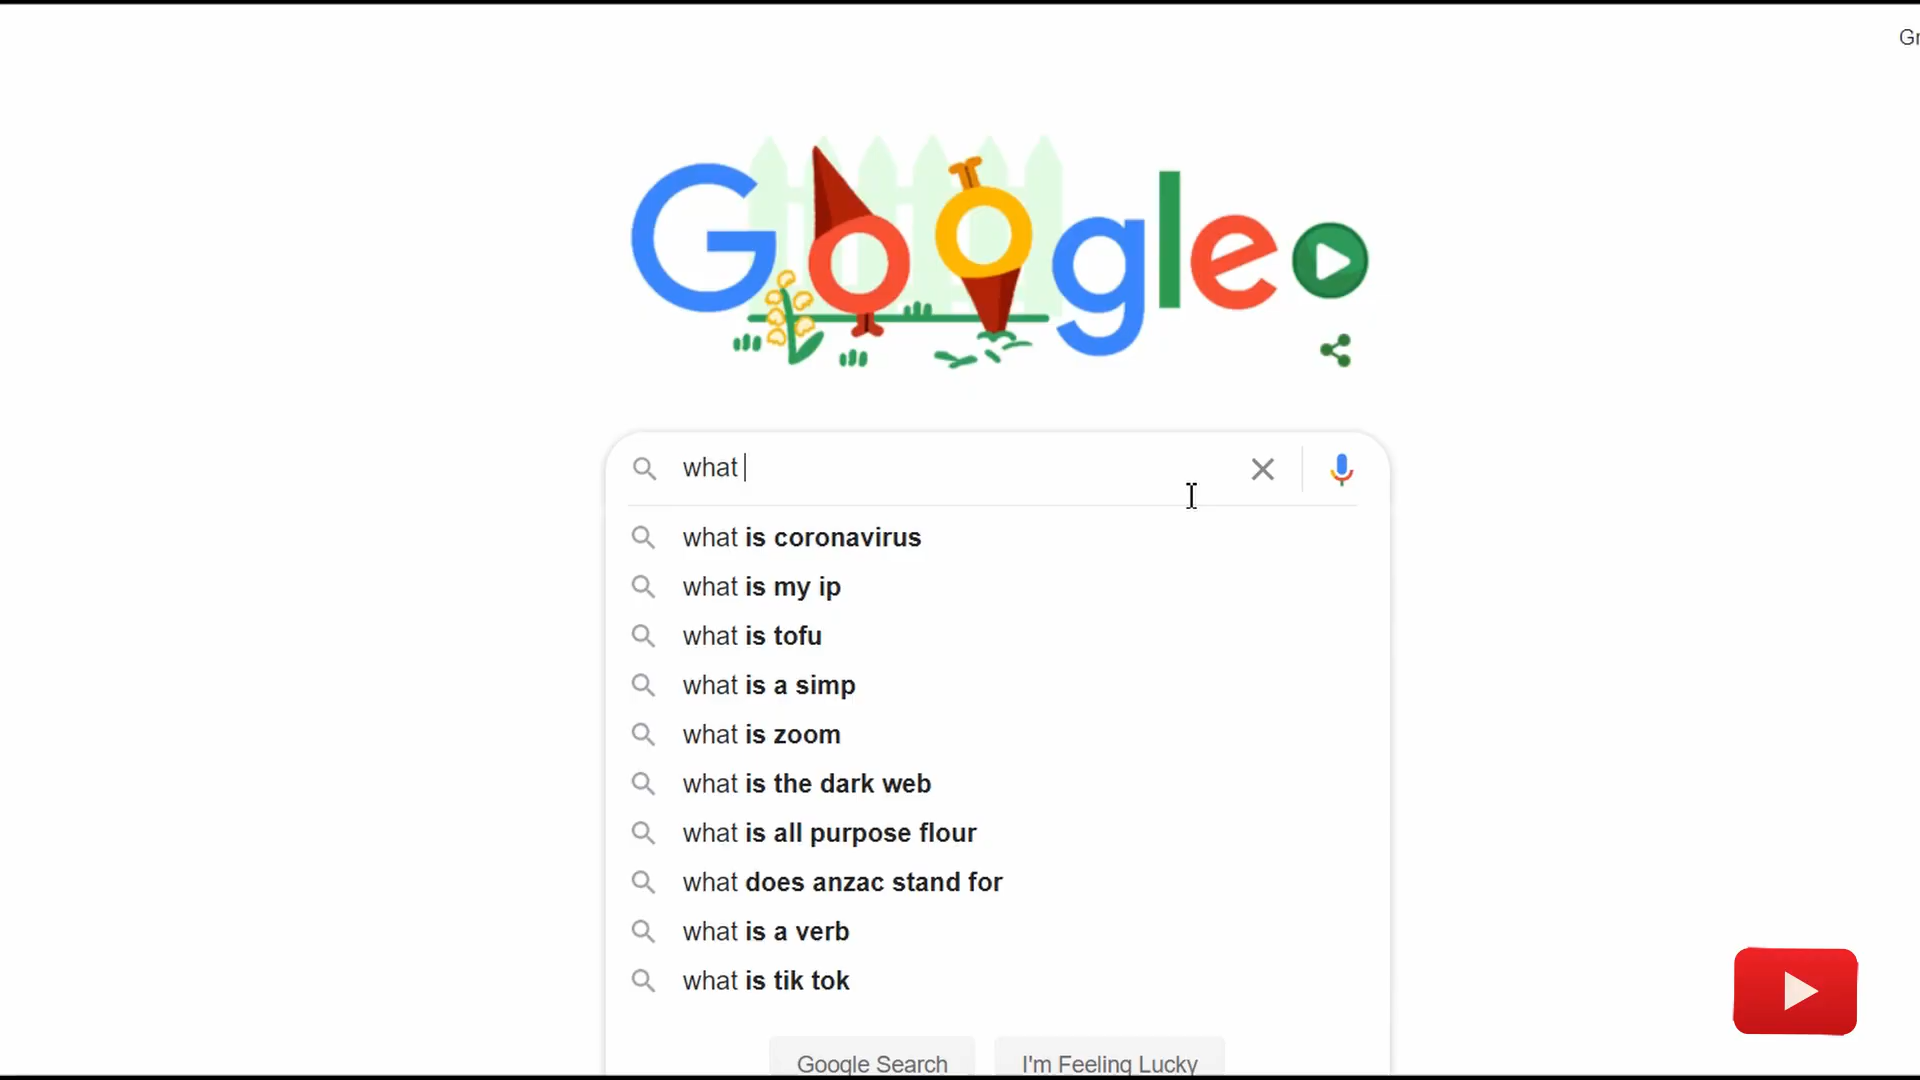 Gr
Google
what
what is coronavirus
what is my ip
what is tofu
what is a simp
what is zoom
what is the dark web
what is all purpose flour
what does anzac stand for
what is a verb
what is tik tok
Google Search
I'm Feeling Lucky